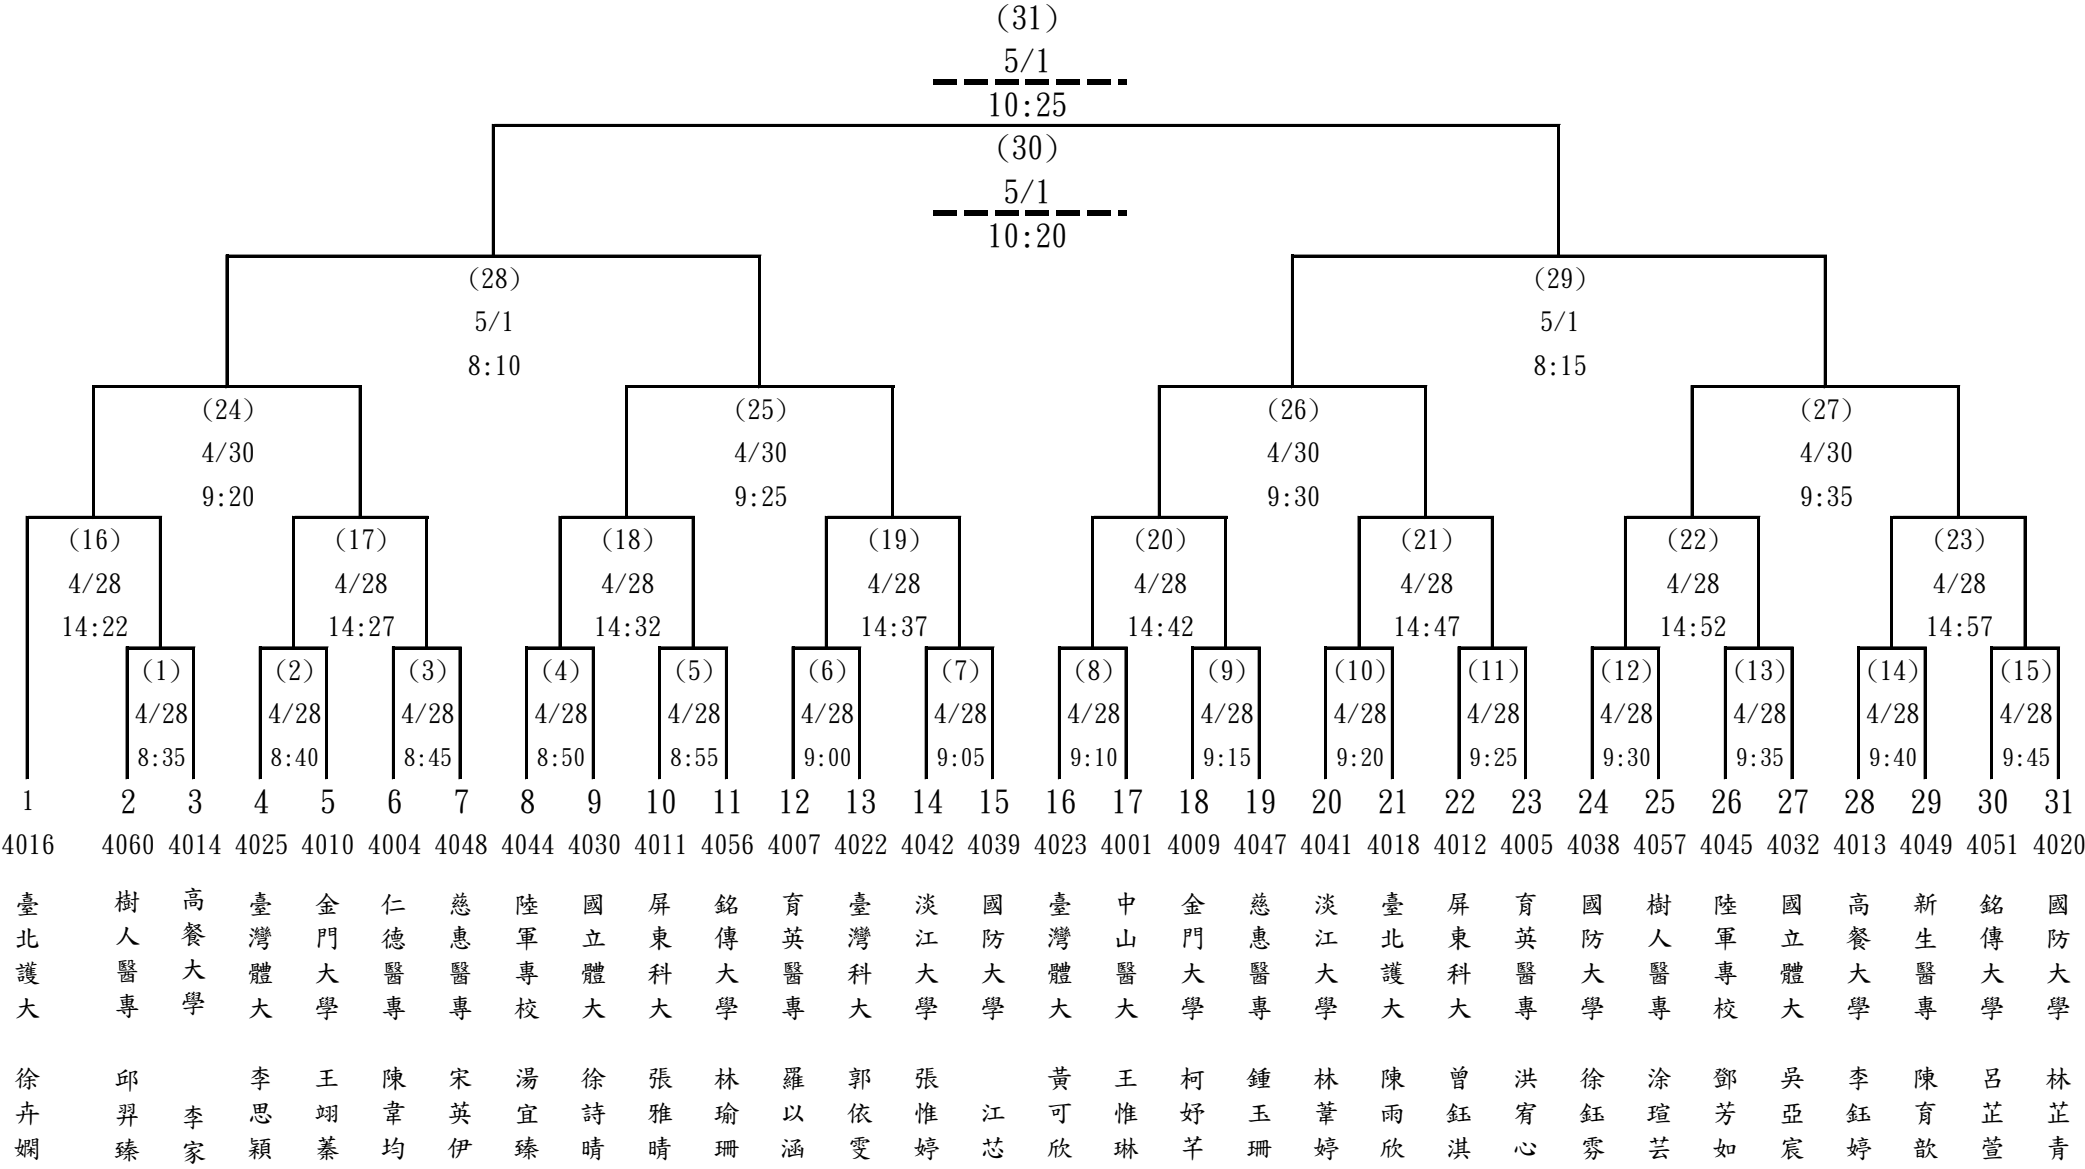 (31)
5/1
10:25
(30)
5/1
10:20
(28) (29)
5/1 5/1
8:10 8:15
(24) (25) (26) (27)
4/30 4/30 4/30 4/30
9:20 9:25 9:30 9:35
(16) (17) (18) (19) (20) (21) (22) (23)
4/28 4/28 4/28 4/28 4/28 4/28 4/28 4/28
14:22 14:27 14:32 14:37 14:42 14:47 14:52 14:57
(1) (2) (3) (4) (5) (6) (7) (8) (9) (10) (11) (12) (13) (14) (15)
4/28 4/28 4/28 4/28 4/28 4/28 4/28 4/28 4/28 4/28 4/28 4/28 4/28 4/28 4/28
8:35 8:40 8:45 8:50 8:55 9:00 9:05 9:10 9:15 9:20 9:25 9:30 9:35 9:40 9:45
1 2 3 4 5 6 7 8 9 10 11 12 13 14 15 16 17 18 19 20 21 22 23 24 25 26 27 28 29 30 31
4016 4060 4014 4025 4010 4004 4048 4044 4030 4011 4056 4007 4022 4042 4039 4023 4001 4009 4047 4041 4018 4012 4005 4038 4057 4045 4032 4013 4049 4051 4020
臺北護大 樹人醫專 高餐大學 臺灣體大 金門大學 仁德醫專 慈惠醫專 陸軍專校 國立體大 屏東科大 銘傳大學 育英醫專 臺灣科大 淡江大學 國防大學 臺灣體大 中山醫大 金門大學 慈惠醫專 淡江大學 臺北護大 屏東科大 育英醫專 國防大學 樹人醫專 陸軍專校 國立體大 高餐大學 新生醫專 銘傳大學 國防大學
徐卉嫻 邱羿臻 李家 李思穎 王翊蓁 陳韋均 宋英伊 湯宜臻 徐詩晴 張雅晴 林瑜珊 羅以涵 郭依雯 張惟婷 江芯 黃可欣 王惟琳 柯妤芊 鍾玉珊 林葦婷 陳雨欣 曾鈺淇 洪宥心 徐鈺雰 涂瑄芸 鄧芳如 吳亞宸 李鈺婷 陳育歆 呂芷萱 林芷青